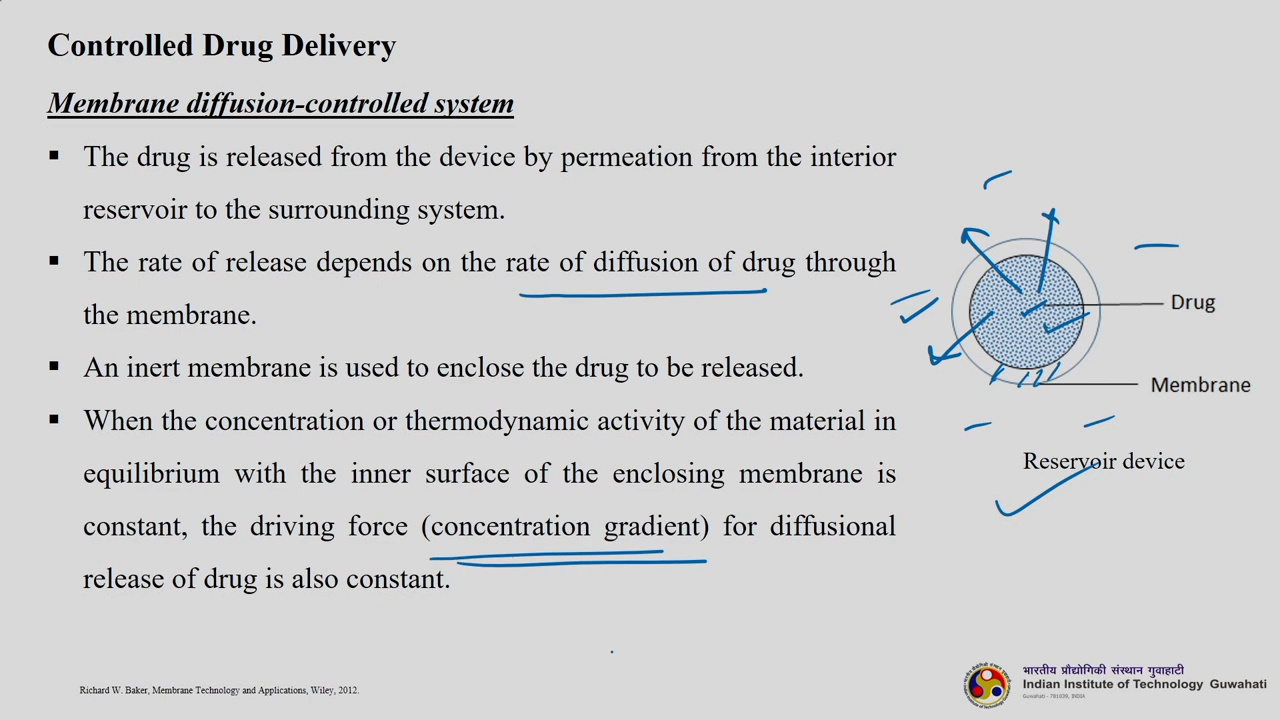 Controlled Drug Delivery
Membrane diffusion-controlled system
▪ The drug is released from the device by permeation from the interior
reservoir to the surrounding system.
▪ The rate of release depends on the rate of diffusion of drug through
the membrane.
▪ An inert membrane is used to enclose the drug to be released.
▪ When the concentration or thermodynamic activity of the material in
equilibrium with the inner surface of the enclosing membrane is
constant, the driving force (concentration gradient) for diffusional
release of drug is also constant.
Drug
Membrane
Reservoir device
Richard W. Baker, Membrane Technology and Applications, Wiley, 2012.
भारतीय प्रौद्योगिकी संस्थान गुवाहाटी
Indian Institute of Technology Guwahati
Guwahati - 781039, INDIA